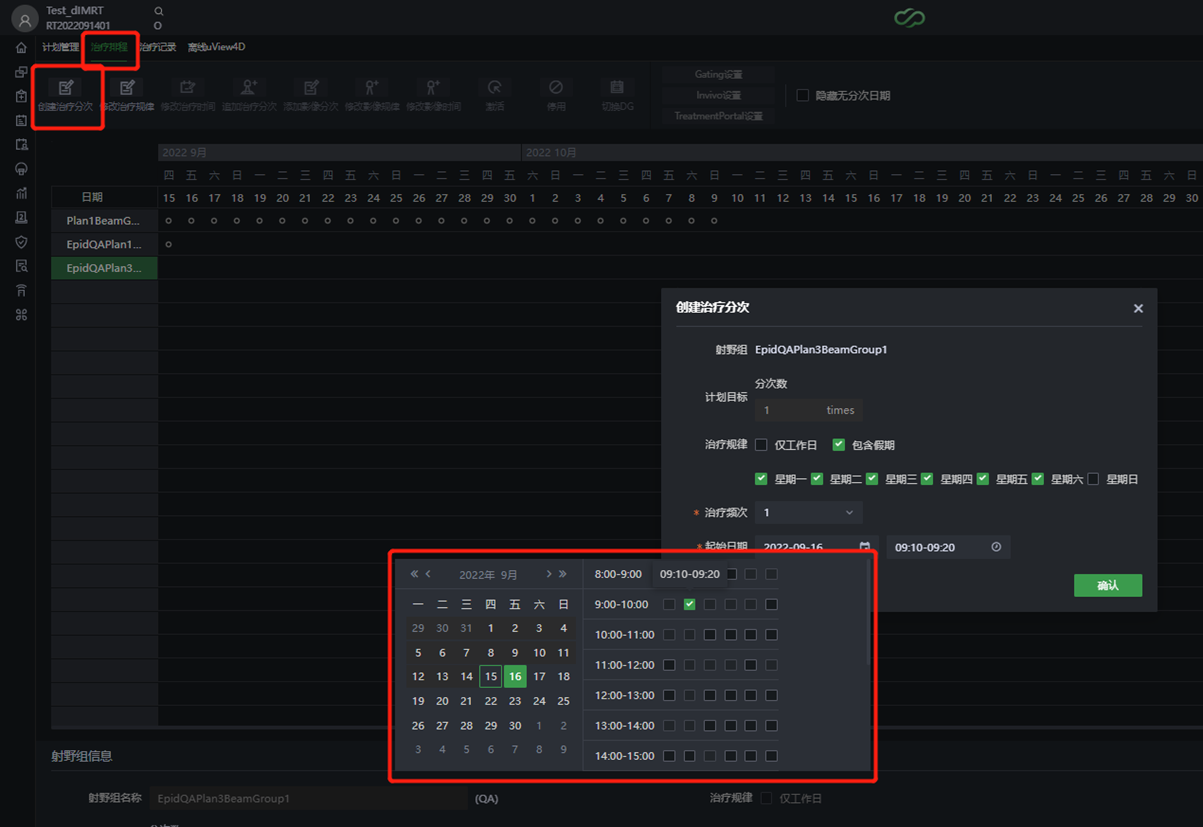 Test_dIMRT
RT2022091401
计划管理 治疗排程 治疗记录 离线uView4D
创建治疗分次 修改治疗规律 修改治疗时间 追加治疗分次 添加影像分次 修改影像规律 修改影像时间 激活 停用 切换DG
Gating设置
Invivo设置
TreatmentPortal设置
隐藏无分次日期
2022 9月 2022 10月
四 五 六 日 一 二 三 四 五 六 日 一 二 三 四 五 六 日 一 二 三 四 五 六 日 一 二 三 四 五 六 日 一 二 三 四 五 六 日 一 二 三 四 五 六 日
日期 15 16 17 18 19 20 21 22 23 24 25 26 27 28 29 30 1 2 3 4 5 6 7 8 9 10 11 12 13 14 15 16 17 18 19 20 21 22 23 24 25 26 27 28 29 30
Plan1BeamG...
EpidQAPlan1...
EpidQAPlan3...
创建治疗分次
射野组 EpidQAPlan3BeamGroup1
分次数
计划目标
1 times
治疗规律 仅工作日 包含假期
星期一 星期二 星期三 星期四 星期五 星期六 星期日
* 治疗频次 1
* 起始日期 2022-09-16 09:10-09:20
确认
2022年 9月
一 二 三 四 五 六 日
29 30 31 1 2 3 4
5 6 7 8 9 10 11
12 13 14 15 16 17 18
19 20 21 22 23 24 25
26 27 28 29 30 1 2
3 4 5 6 7 8 9
8:00-9:00 09:10-09:20
9:00-10:00
10:00-11:00
11:00-12:00
12:00-13:00
13:00-14:00
14:00-15:00
射野组信息
射野组名称 EpidQAPlan3BeamGroup1 (QA) 治疗规律 仅工作日